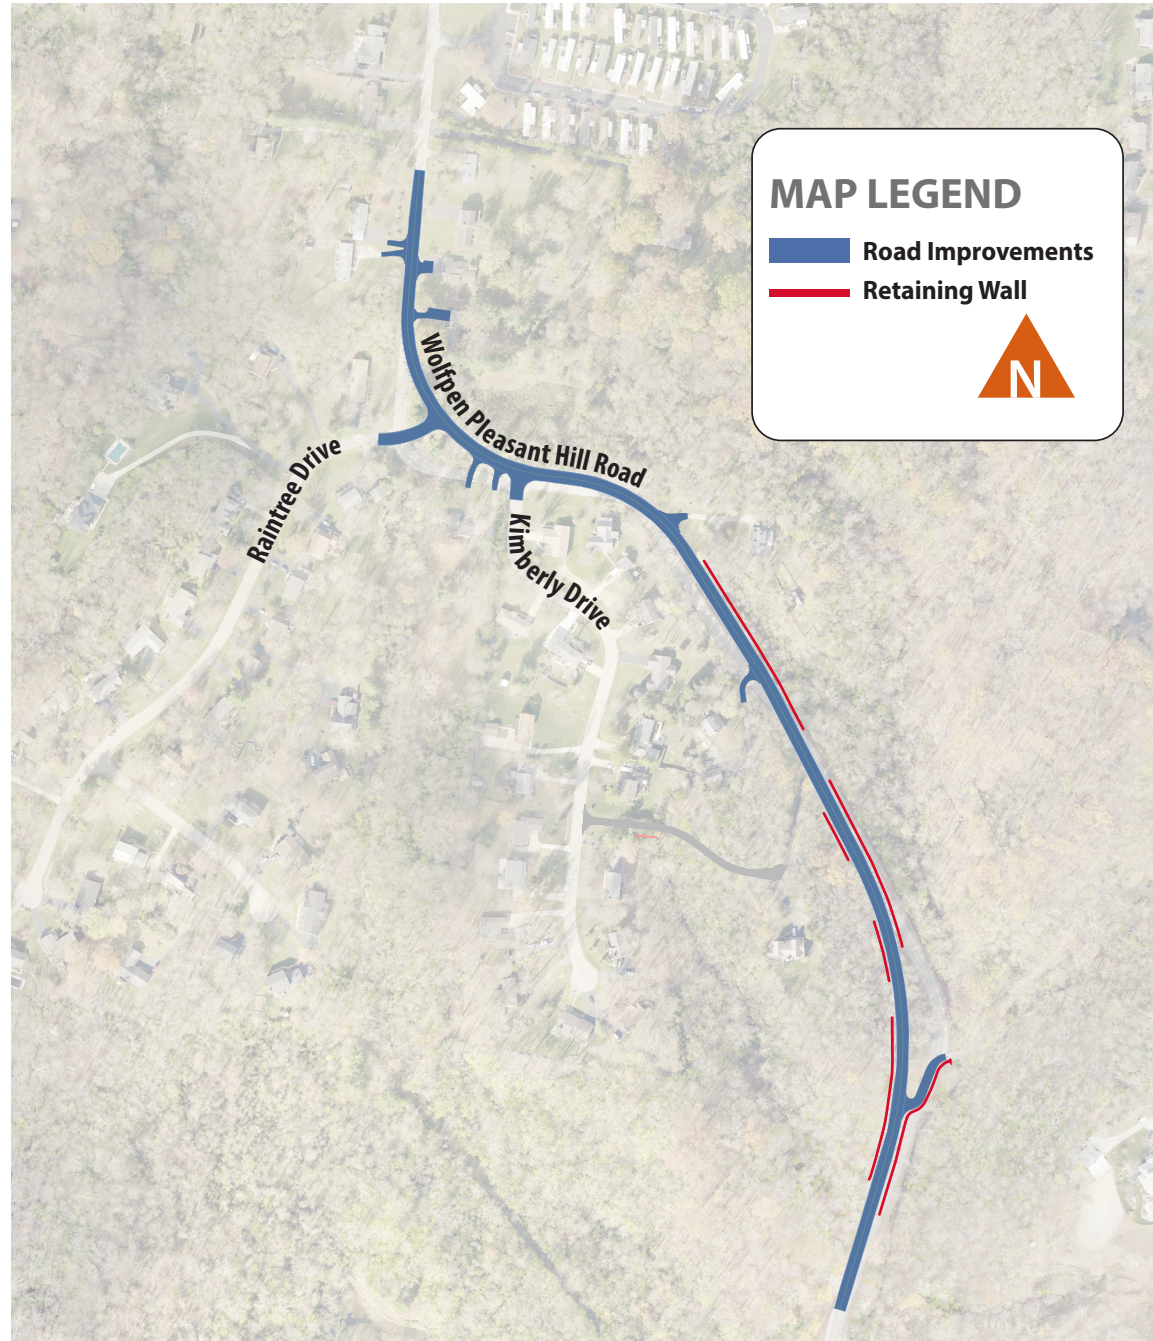 MAP LEGEND
Road Improvements
Retaining Wall
N
Wolfpen Pleasant Hill Road
Raintree Drive
Kimberly Drive